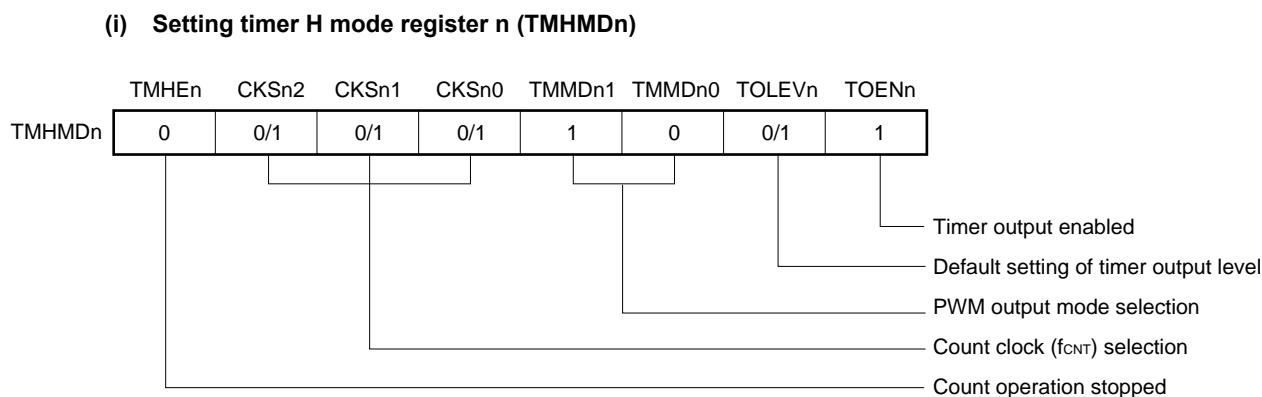 (i) Setting timer H mode register n (TMHMDn)
TMHEn CKSn2 CKSn1 CKSn0 TMMDn1 TMMDn0 TOLEVn TOENn
TMHMDn 0 0/1 0/1 0/1 1 0 0/1 1
Timer output enabled
Default setting of timer output level
PWM output mode selection
Count clock (fCNT) selection
Count operation stopped